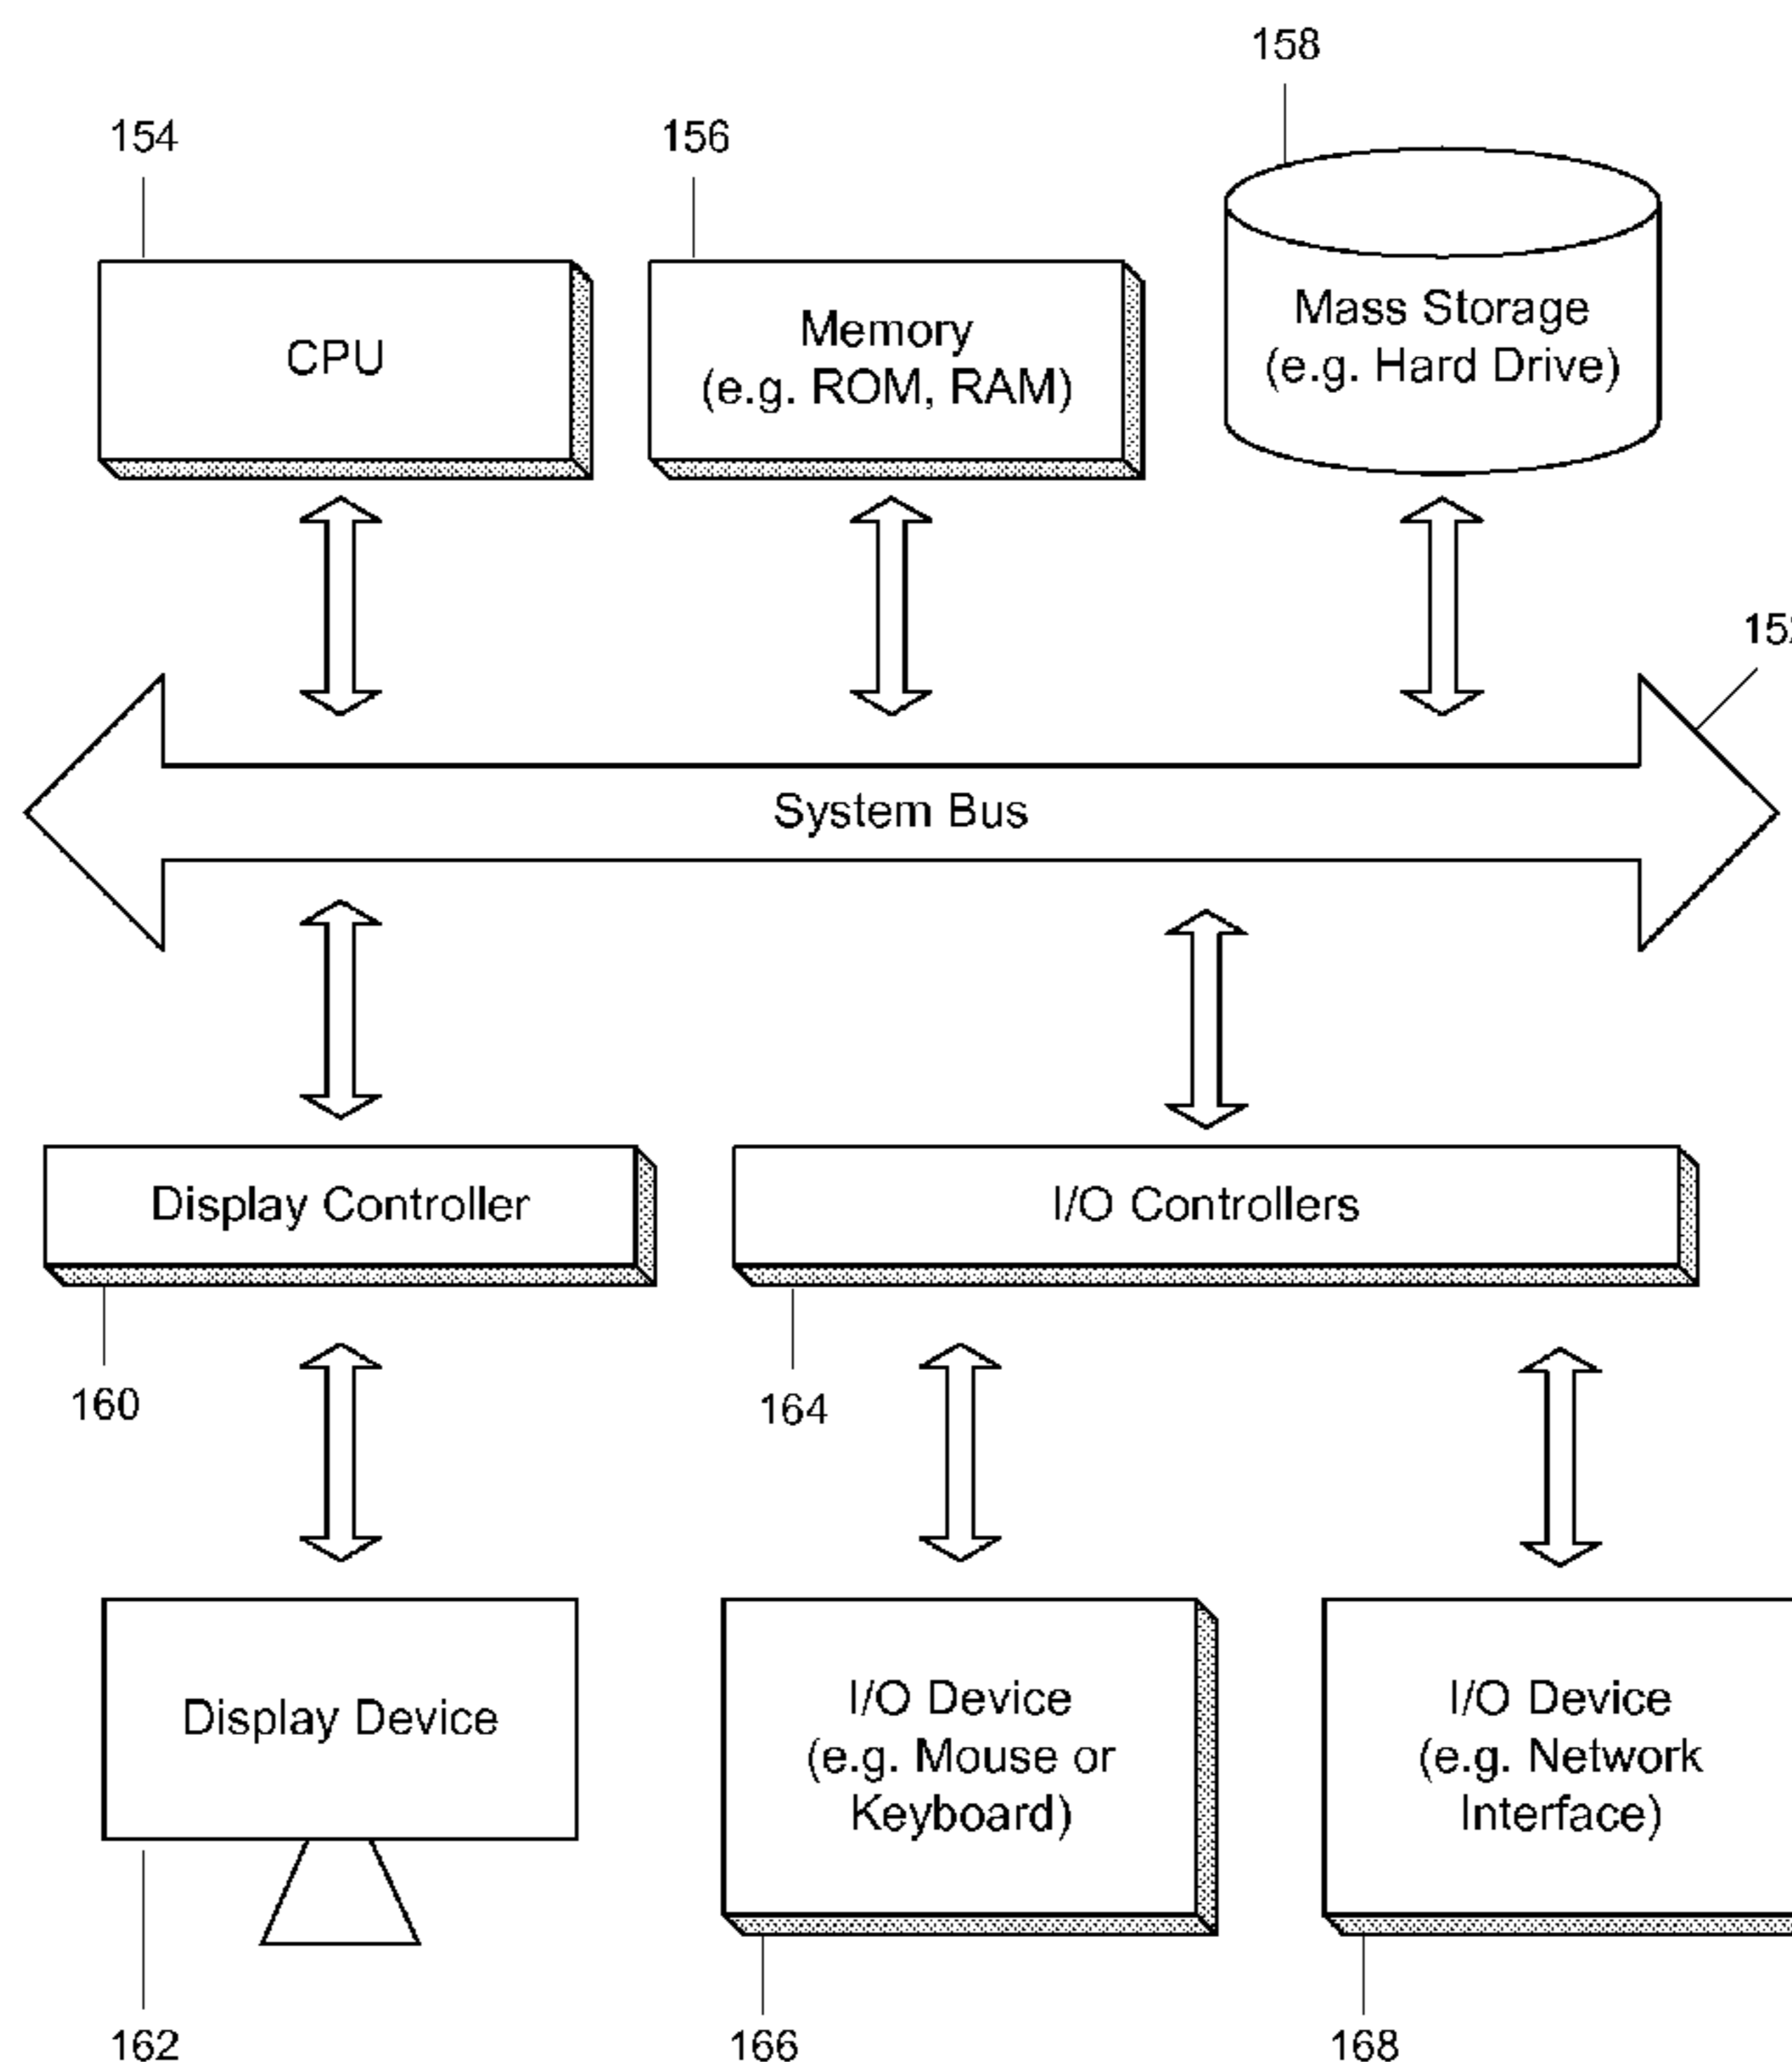 158
154
156
CPU
Memory
(e.g. ROM, RAM)
Mass Storage
(e.g. Hard Drive)
System Bus
Display Controller
I/O Controllers
160
164
Display Device
I/O Device
(e.g. Mouse or
Keyboard)
I/O Device
(e.g. Network
Interface)
162
166
168